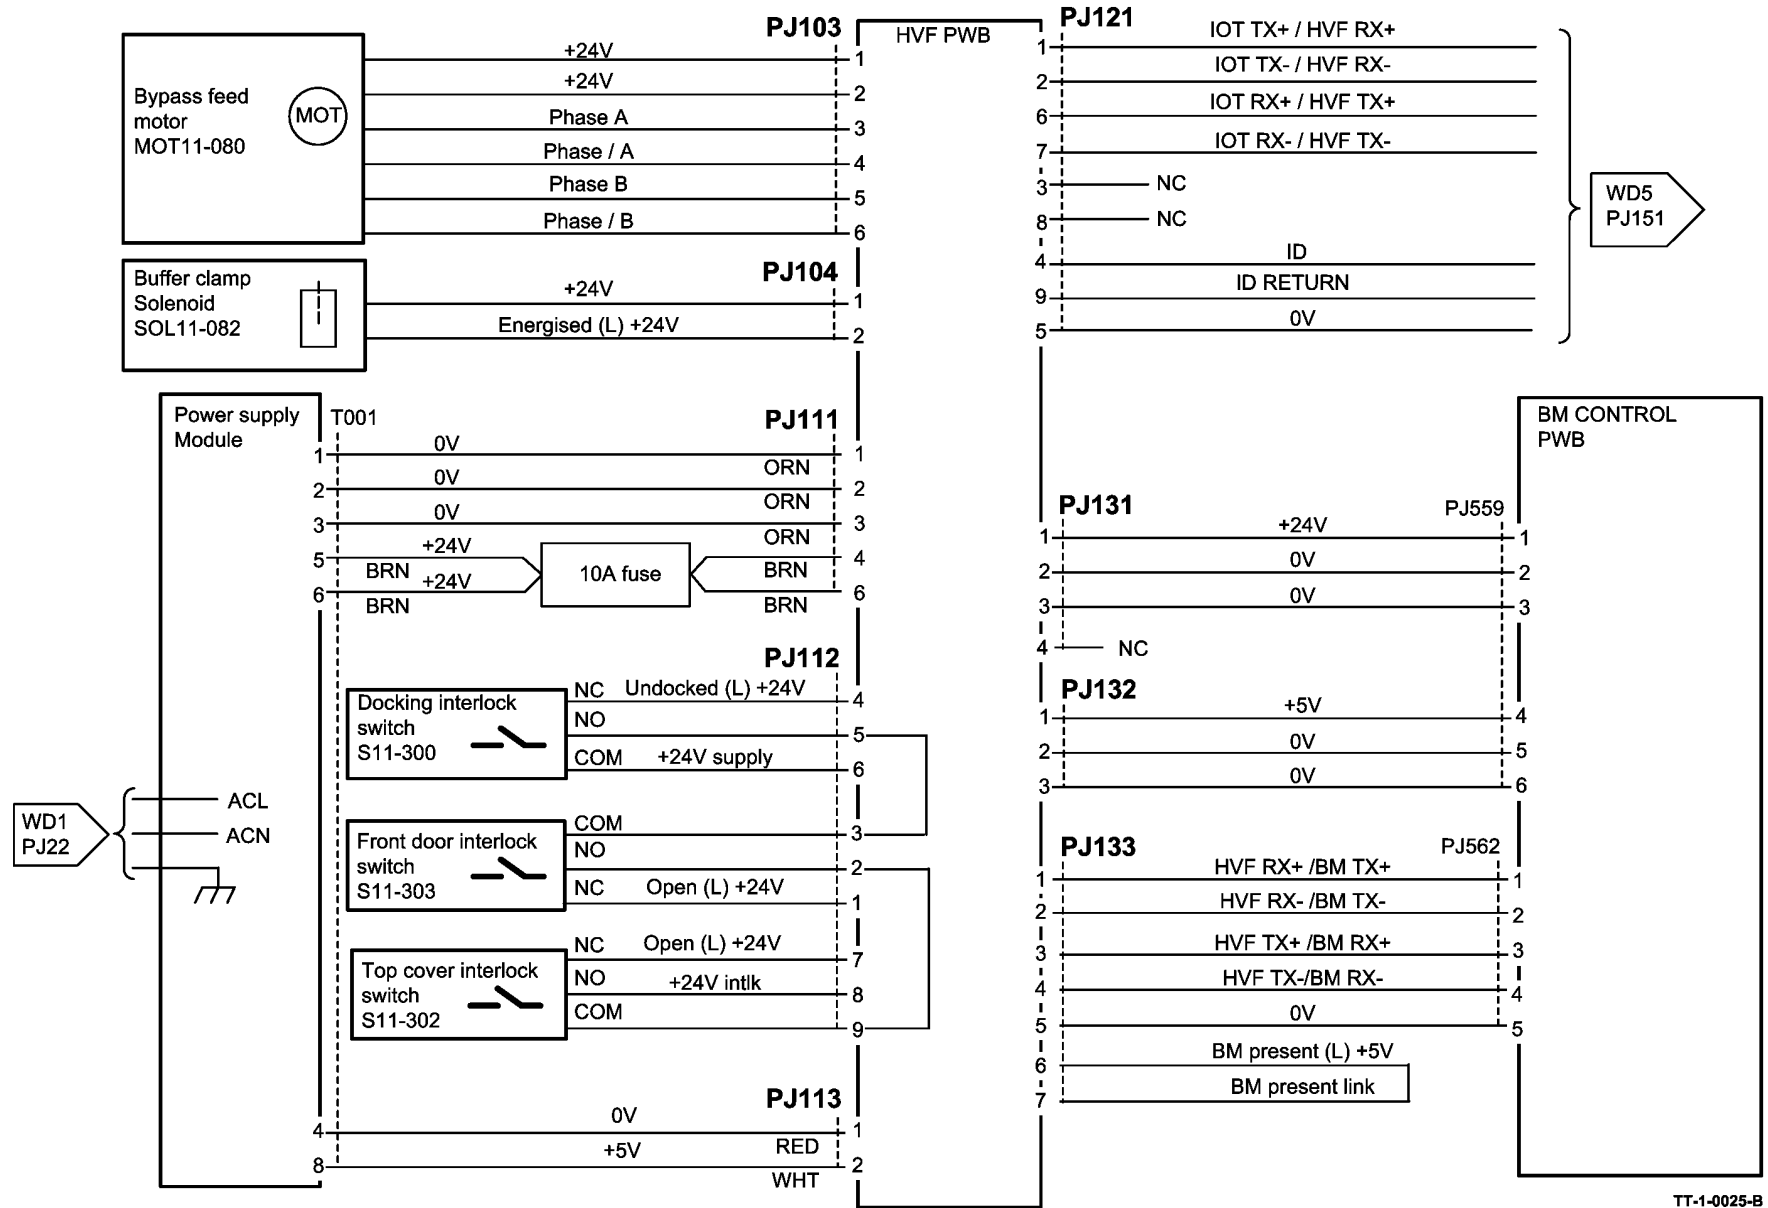 PJ103
HVF PWB
PJ121
Bypass feed
motor
MOT11-080
MOT
+24V
1
+24V
2
Phase A
3
Phase / A
4
Phase B
5
Phase / B
6
1
IOT TX+ / HVF RX+
2
IOT TX- / HVF RX-
6
IOT RX+ / HVF TX+
7
IOT RX- / HVF TX-
3
NC
8
NC
4
ID
9
ID RETURN
5
0V
WD5
PJ151
Buffer clamp
Solenoid
SOL11-082
PJ104
+24V
1
Energised (L) +24V
2
Power supply
Module
T001
PJ111
1
0V
ORN
1
2
0V
ORN
2
3
0V
ORN
3
5
+24V
BRN
10A fuse
BRN
4
6
+24V
BRN
BRN
6
PJ112
Docking interlock
switch
S11-300
NC
Undocked (L) +24V
4
NO
5
COM
+24V supply
6
Front door interlock
switch
S11-303
COM
3
NO
2
NC
Open (L) +24V
1
Top cover interlock
switch
S11-302
NC
Open (L) +24V
7
NO
+24V intlk
8
COM
9
WD1
PJ22
ACL
ACN
PJ113
4
0V
RED
1
8
+5V
WHT
2
BM CONTROL
PWB
PJ131
PJ559
1
+24V
1
2
0V
2
3
0V
3
4
NC
PJ132
1
+5V
4
2
0V
5
3
0V
6
PJ133
PJ562
1
HVF RX+ /BM TX+
1
2
HVF RX- /BM TX-
2
3
HVF TX+ /BM RX+
3
4
HVF TX-/BM RX-
4
5
0V
5
6
BM present (L) +5V
7
BM present link
TT-1-0025-B